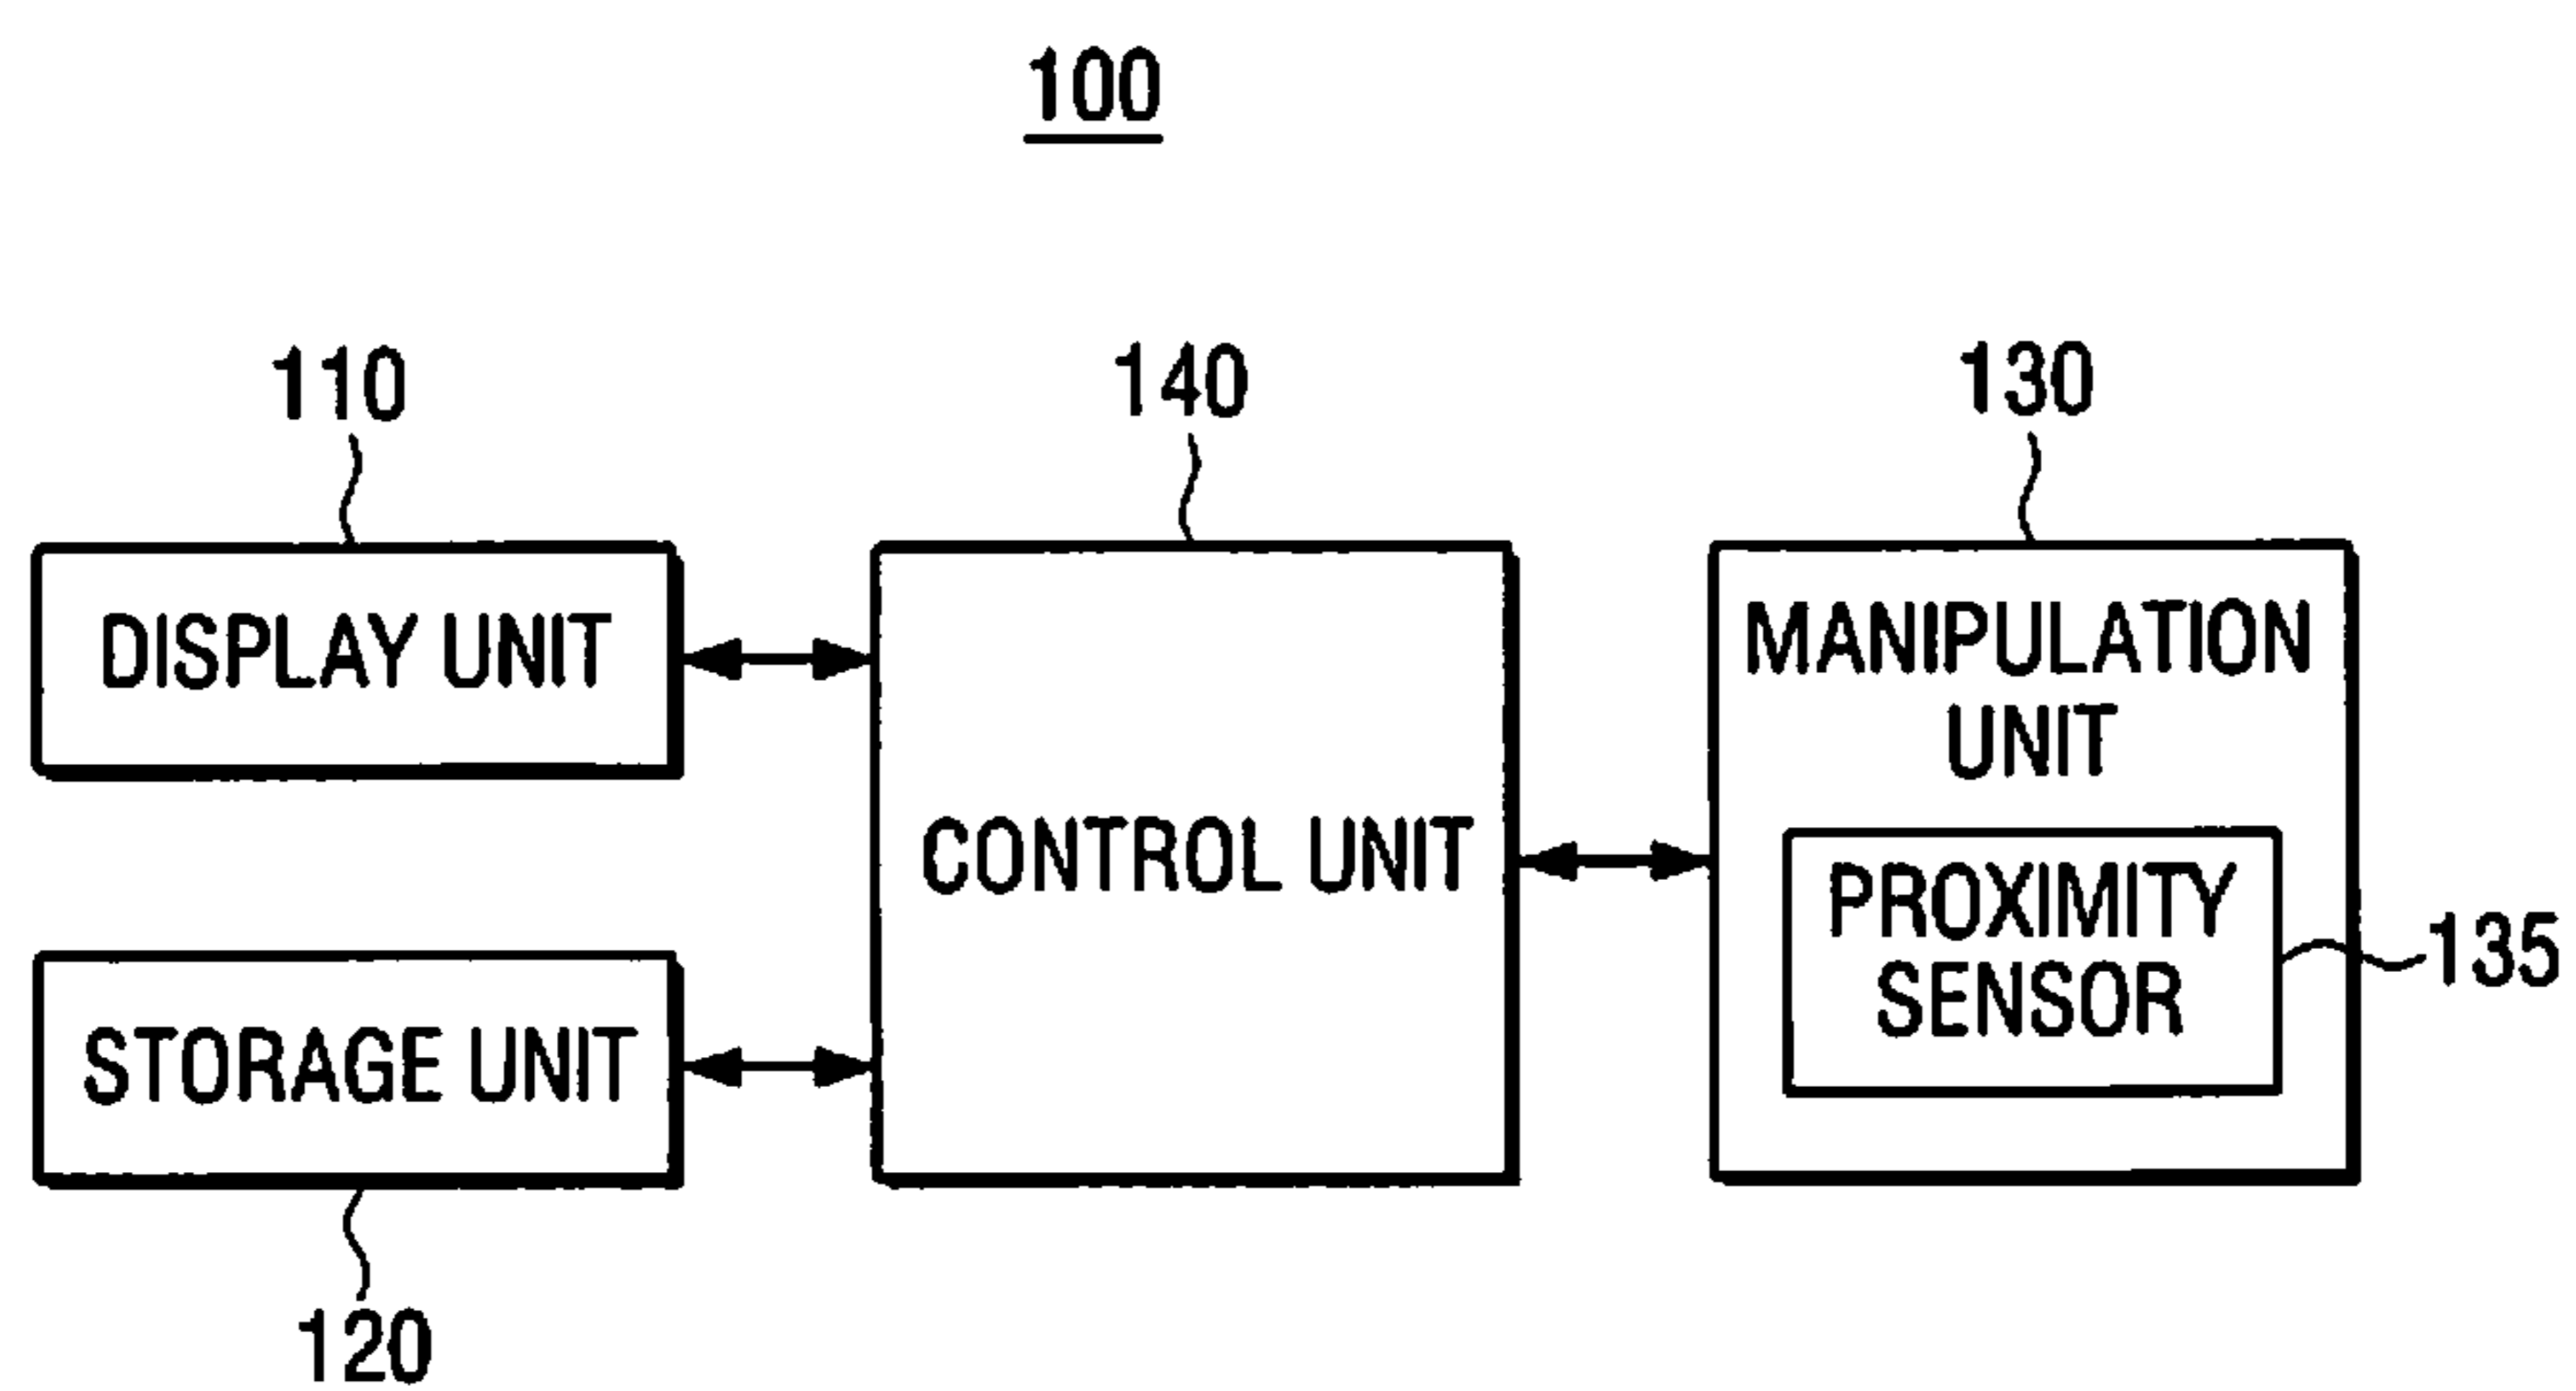 100
110
140
130
DISPLAY UNIT
MANIPULATION
UNIT
CONTROL UNIT
PROXIMITY
SENSOR
135
STORAGE UNIT
120